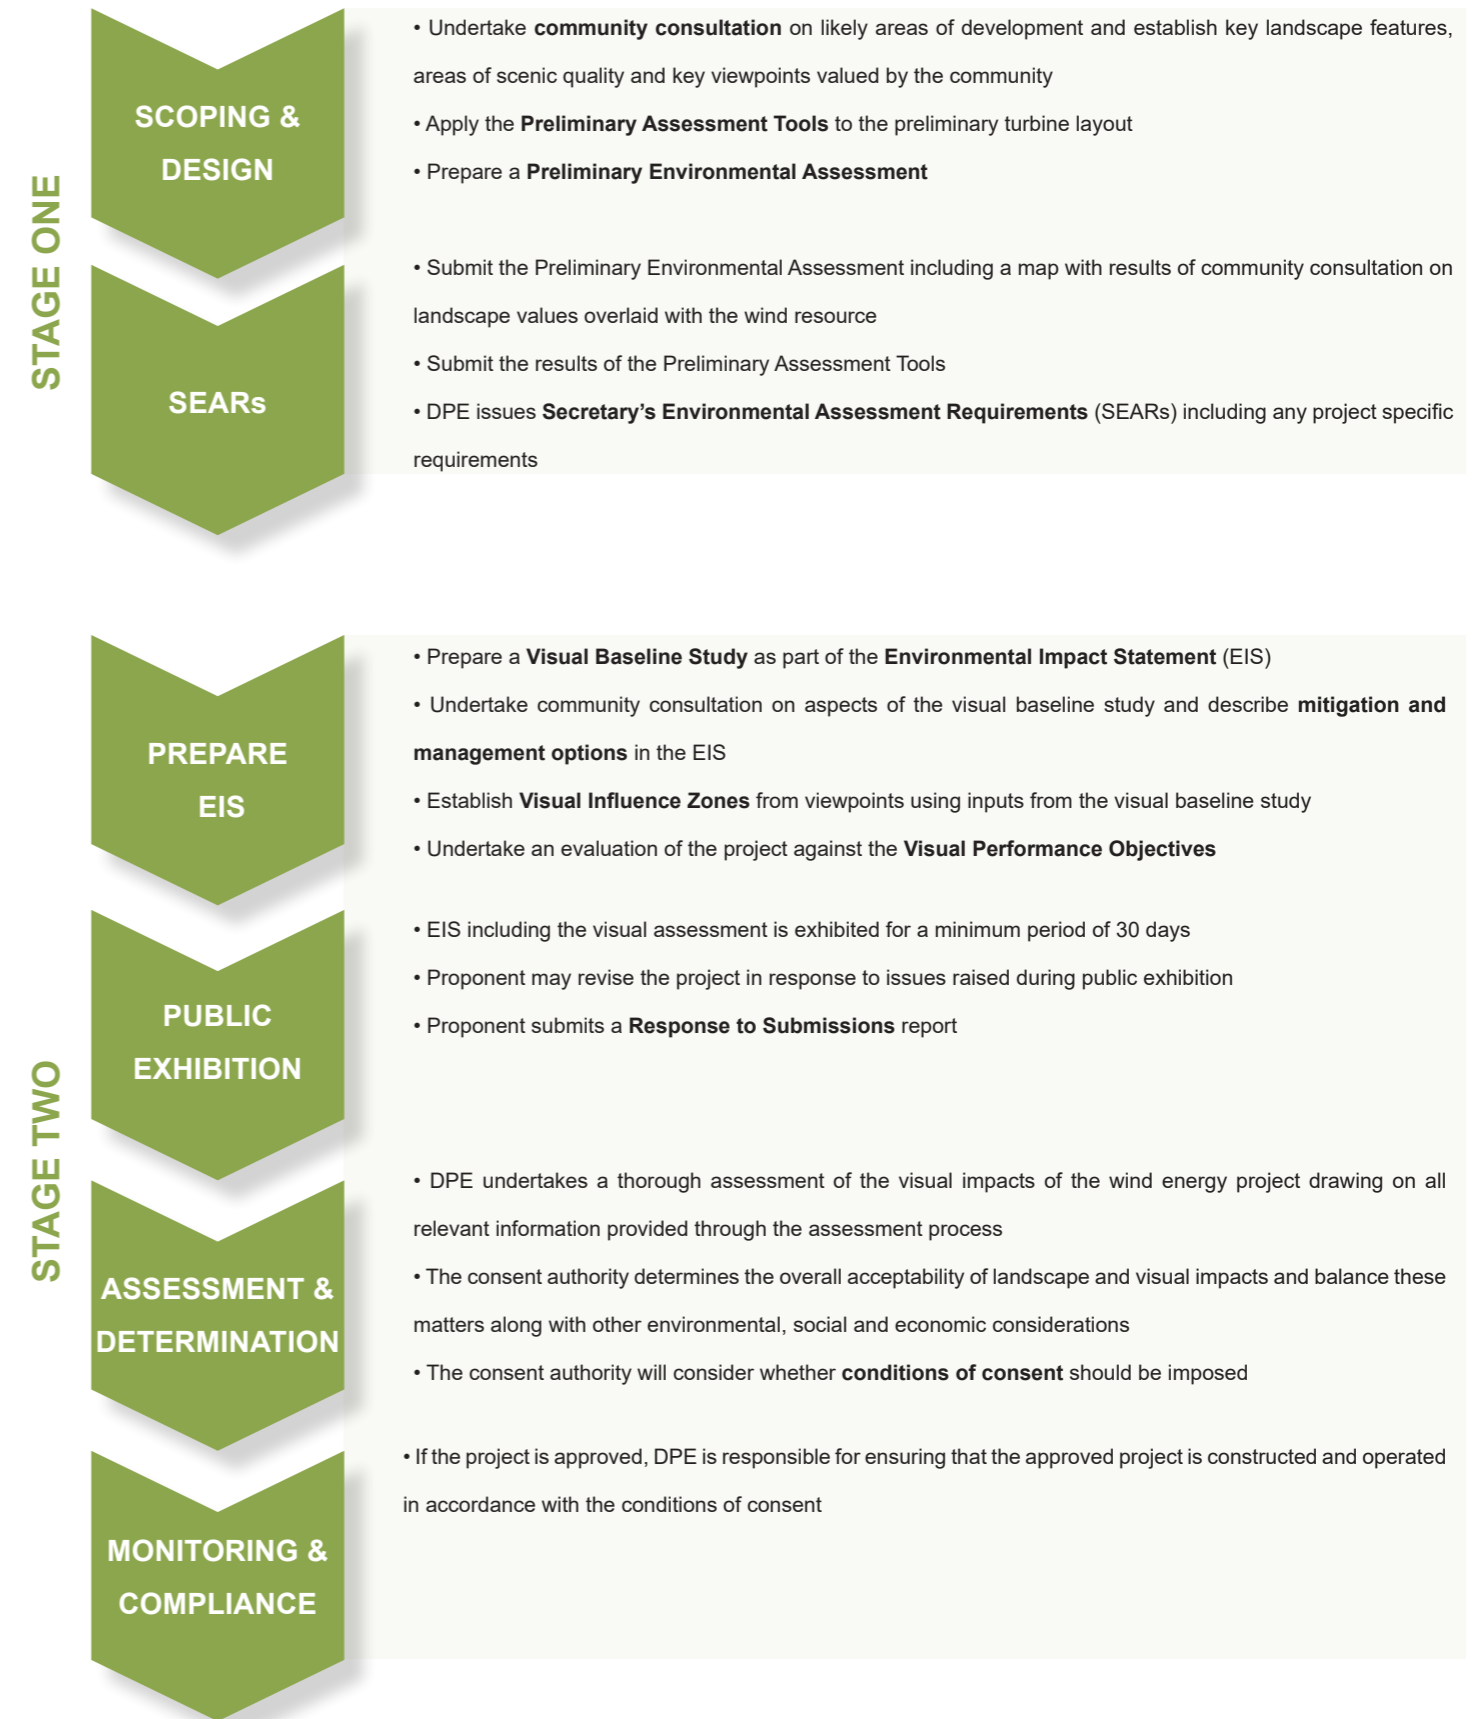 STAGE ONE
SCOPING &
DESIGN
• Undertake community consultation on likely areas of development and establish key landscape features,
areas of scenic quality and key viewpoints valued by the community
• Apply the Preliminary Assessment Tools to the preliminary turbine layout
• Prepare a Preliminary Environmental Assessment
SEARs
• Submit the Preliminary Environmental Assessment including a map with results of community consultation on
landscape values overlaid with the wind resource
• Submit the results of the Preliminary Assessment Tools
• DPE issues Secretary’s Environmental Assessment Requirements (SEARs) including any project specific
requirements
STAGE TWO
PREPARE
EIS
• Prepare a Visual Baseline Study as part of the Environmental Impact Statement (EIS)
• Undertake community consultation on aspects of the visual baseline study and describe mitigation and
management options in the EIS
• Establish Visual Influence Zones from viewpoints using inputs from the visual baseline study
• Undertake an evaluation of the project against the Visual Performance Objectives
PUBLIC
EXHIBITION
• EIS including the visual assessment is exhibited for a minimum period of 30 days
• Proponent may revise the project in response to issues raised during public exhibition
• Proponent submits a Response to Submissions report
ASSESSMENT &
DETERMINATION
• DPE undertakes a thorough assessment of the visual impacts of the wind energy project drawing on all
relevant information provided through the assessment process
• The consent authority determines the overall acceptability of landscape and visual impacts and balance these
matters along with other environmental, social and economic considerations
• The consent authority will consider whether conditions of consent should be imposed
MONITORING &
COMPLIANCE
• If the project is approved, DPE is responsible for ensuring that the approved project is constructed and operated
in accordance with the conditions of consent